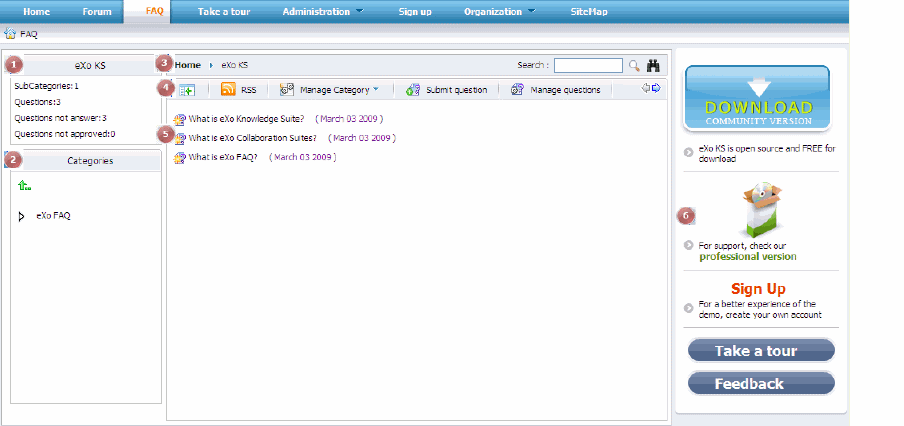 Home Forum FAQ Take a tour Administration Sign up Organization SiteMap
FAQ
1 eXo KS
SubCategories: 1
Questions:3
Questions not answer: 3
Questions not approved:0
2 Categories
eXo FAQ
3 Home eXo KS Search :
4 RSS Manage Category Submit question Manage questions
What is eXo Knowledge Suite? ( March 03 2009 )
5 What is eXo Collaboration Suites? ( March 03 2009 )
What is eXo FAQ? ( March 03 2009 )
DOWNLOAD
COMMUNITY VERSION
eXo KS is open source and FREE for
download
6
For support, check our
professional version
Sign Up
For a better experience of the
demo, create your own account
Take a tour
Feedback